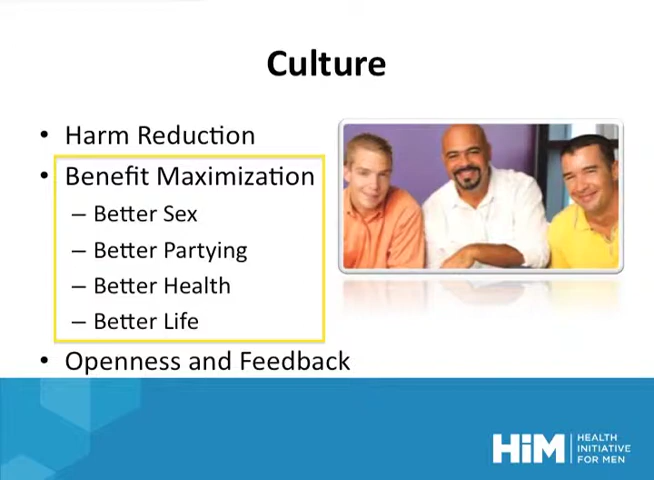 Culture
• Harm Reduction
• Benefit Maximization
– Better Sex
– Better Partying
– Better Health
– Better Life
• Openness and Feedback
HiM
HEALTH
INITIATIVE
FOR MEN